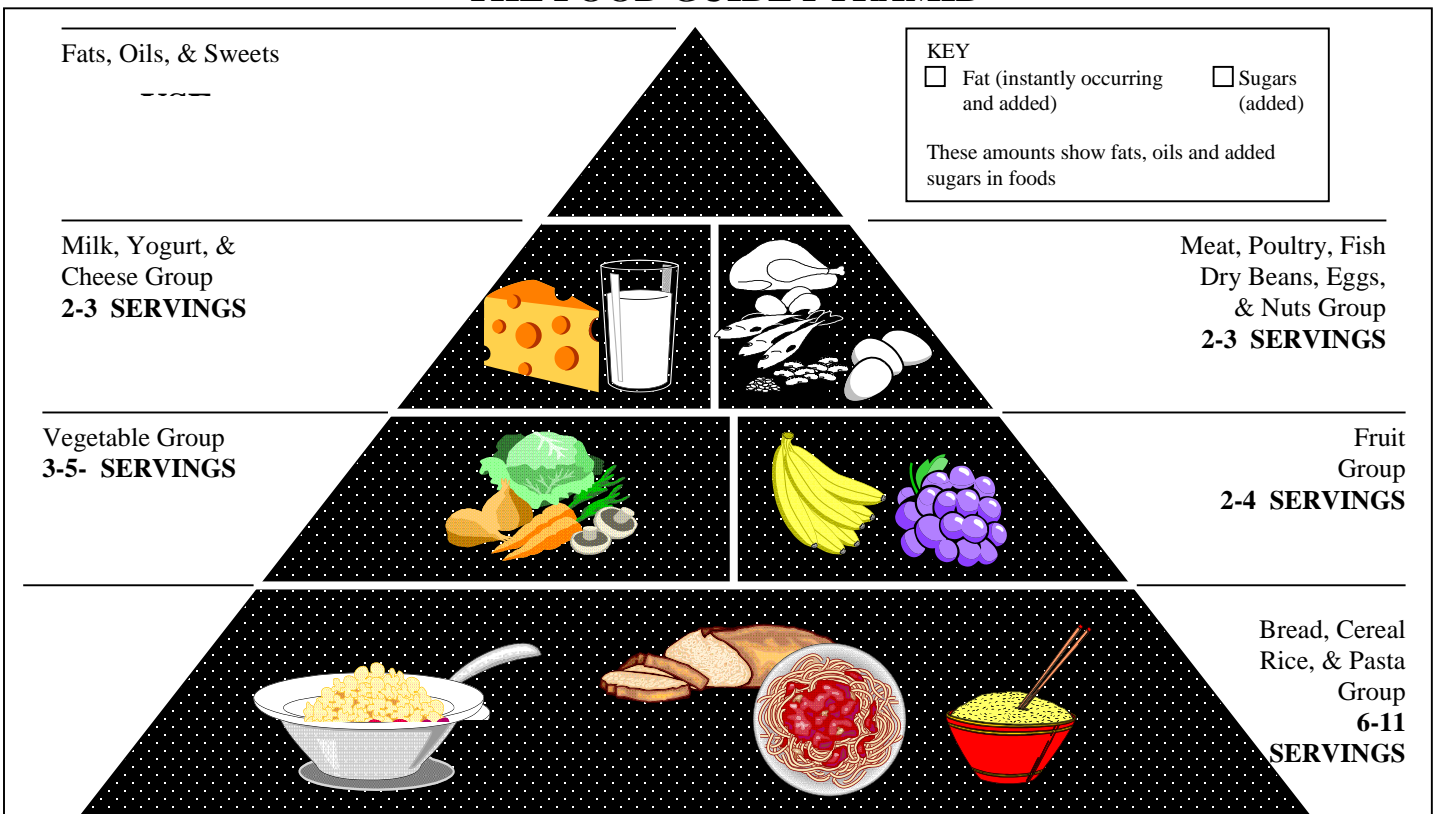 Fats, Oils, & Sweets
KEY
Fat (instantly occurring
and added)
Sugars
(added)
These amounts show fats, oils and added
sugars in foods
Milk, Yogurt, &
Cheese Group
2-3 SERVINGS
Meat, Poultry, Fish
Dry Beans, Eggs,
& Nuts Group
2-3 SERVINGS
Vegetable Group
3-5- SERVINGS
Fruit
Group
2-4 SERVINGS
Bread, Cereal
Rice, & Pasta
Group
6-11
SERVINGS